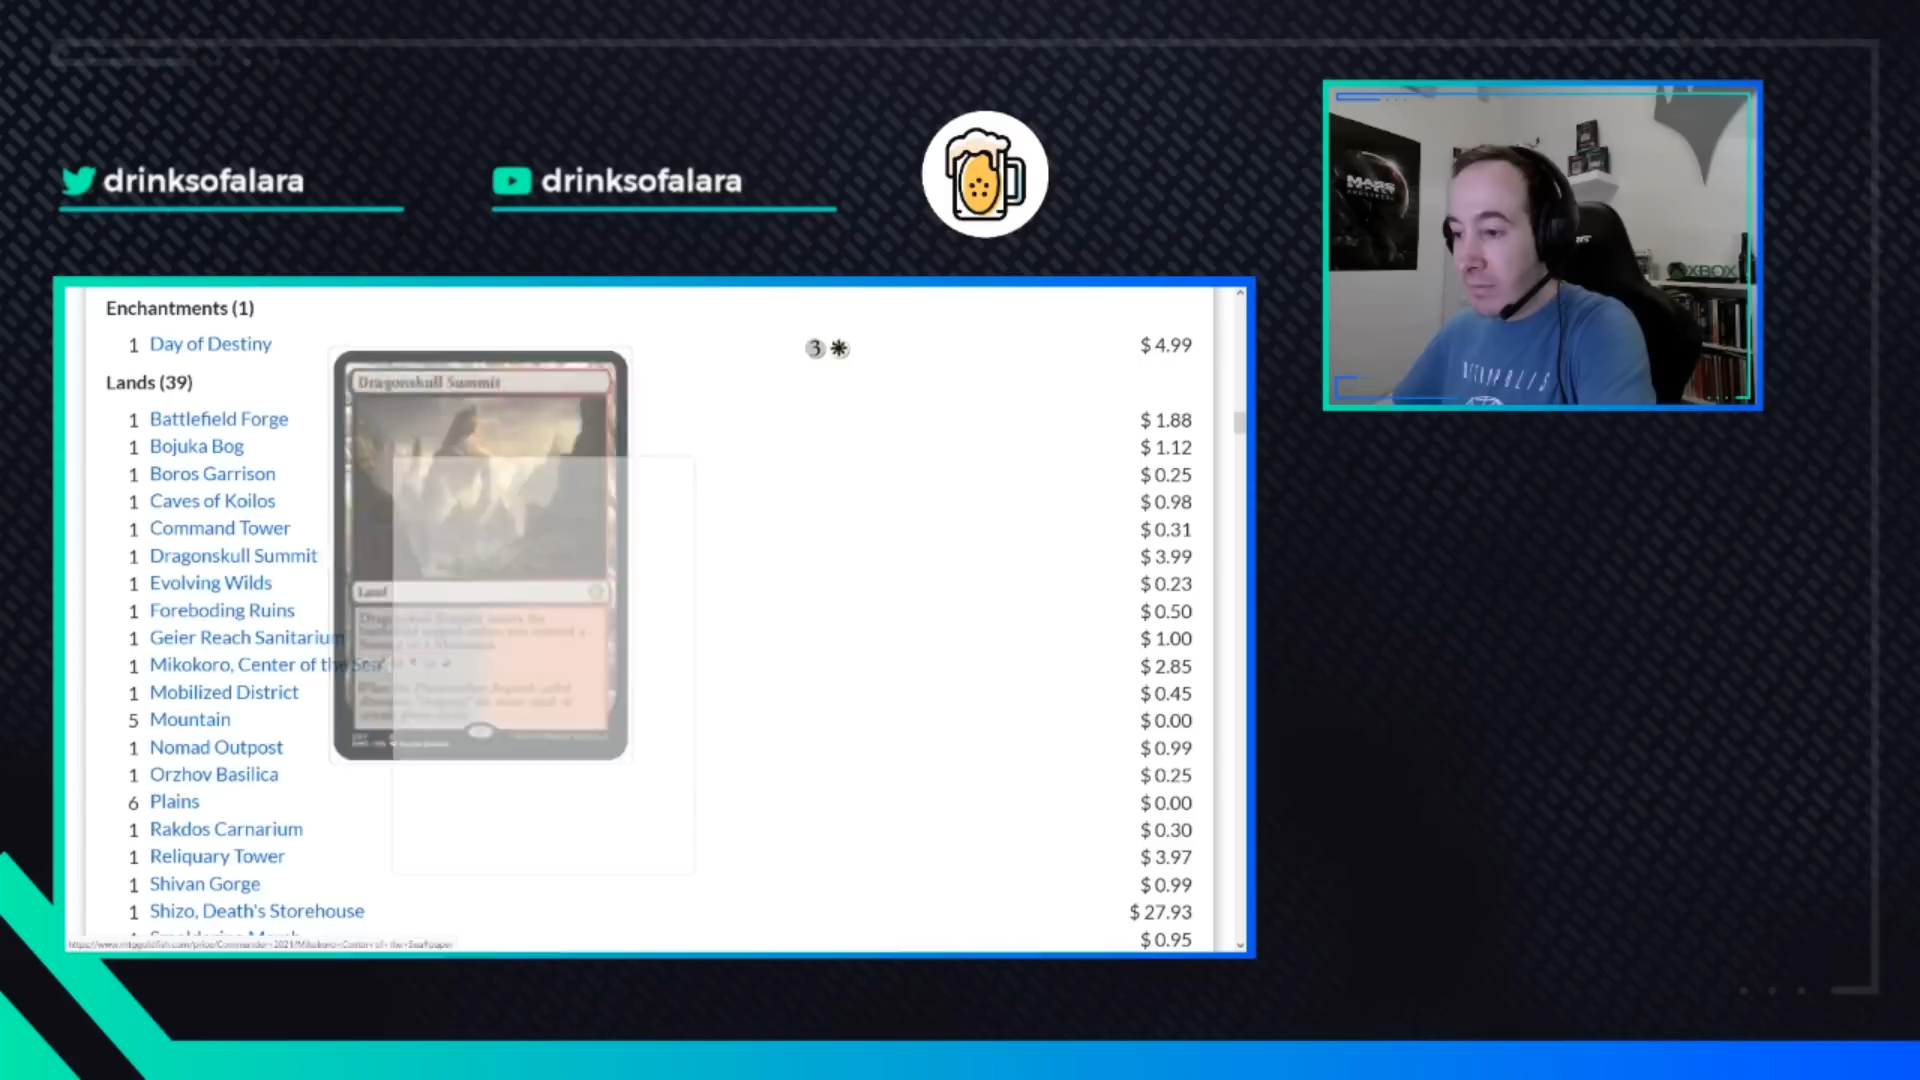 drinksofalara
drinksofalara
MASS
XBOX
Enchantments (1)
1 Day of Destiny 3 $ 4.99
Lands (39)
Dragonskull Summit
1 Battlefield Forge $ 1.88
1 Bojuka Bog $ 1.12
1 Boros Garrison $ 0.25
1 Caves of Koilos $ 0.98
1 Command Tower $ 0.31
1 Dragonskull Summit $ 3.99
1 Evolving Wilds $ 0.23
Land
1 Foreboding Ruins $ 0.50
1 Geier Reach Sanitarium $ 1.00
1 Mikokoro, Center of the Sea $ 2.85
1 Mobilized District $ 0.45
5 Mountain $ 0.00
1 Nomad Outpost $ 0.99
1 Orzhov Basilica $ 0.25
6 Plains $ 0.00
1 Rakdos Carnarium $ 0.30
1 Reliquary Tower $ 3.97
1 Shivan Gorge $ 0.99
1 Shizo, Death's Storehouse $ 27.93
$ 0.95